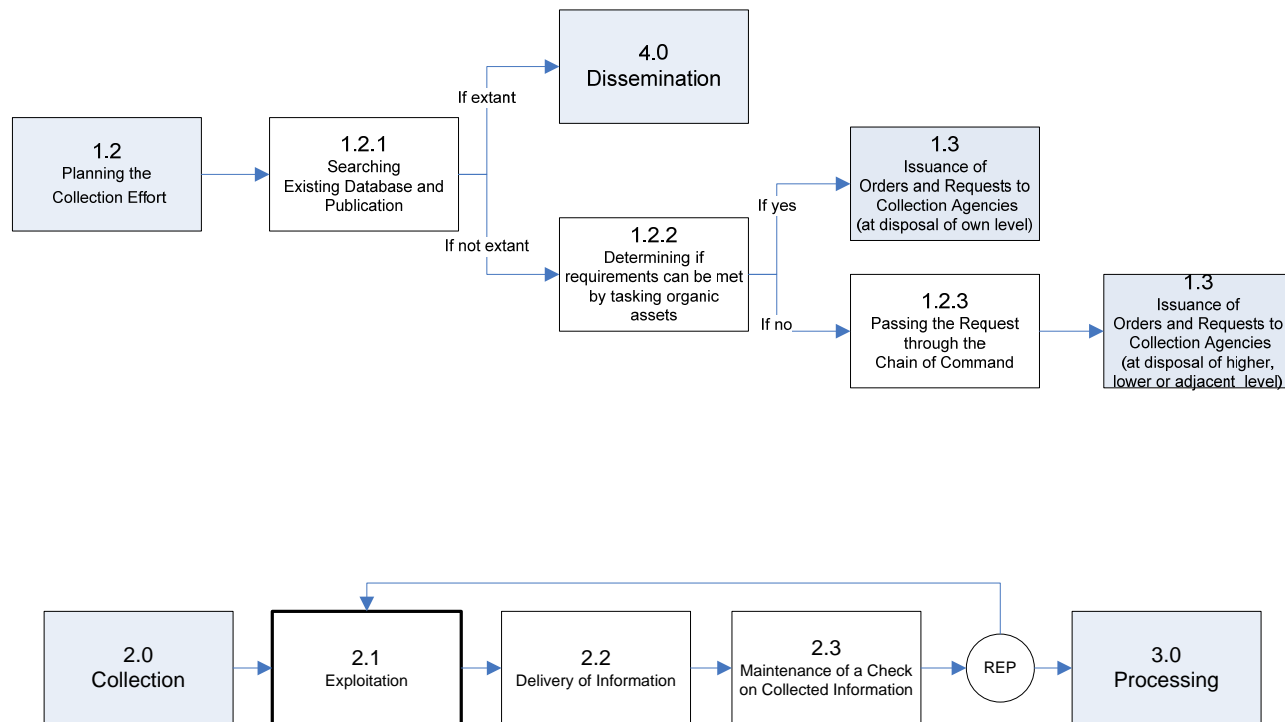 4.0
Dissemination
If extant
1.2
Planning the
Collection Effort
1.2.1
Searching
Existing Database and
Publication
1.3
Issuance of
Orders and Requests to
Collection Agencies
(at disposal of own level)
If yes
If not extant
1.2.2
Determining if
requirements can be met
by tasking organic
assets
If no
1.2.3
Passing the Request
through the
Chain of Command
1.3
Issuance of
Orders and Requests to
Collection Agencies
(at disposal of higher,
lower or adjacent level)
2.0
Collection
2.1
Exploitation
2.2
Delivery of Information
2.3
Maintenance of a Check
on Collected Information
REP
3.0
Processing